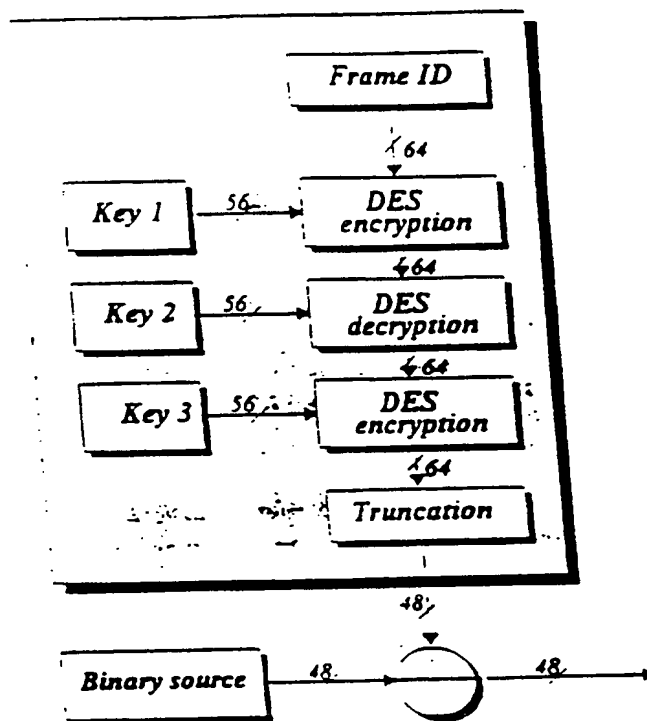 Frame ID
64
Key 1
56
DES
encryption
64
Key 2
56
DES
decryption
64
Key 3
56
DES
encryption
64
Truncation
48
Binary source
48
48